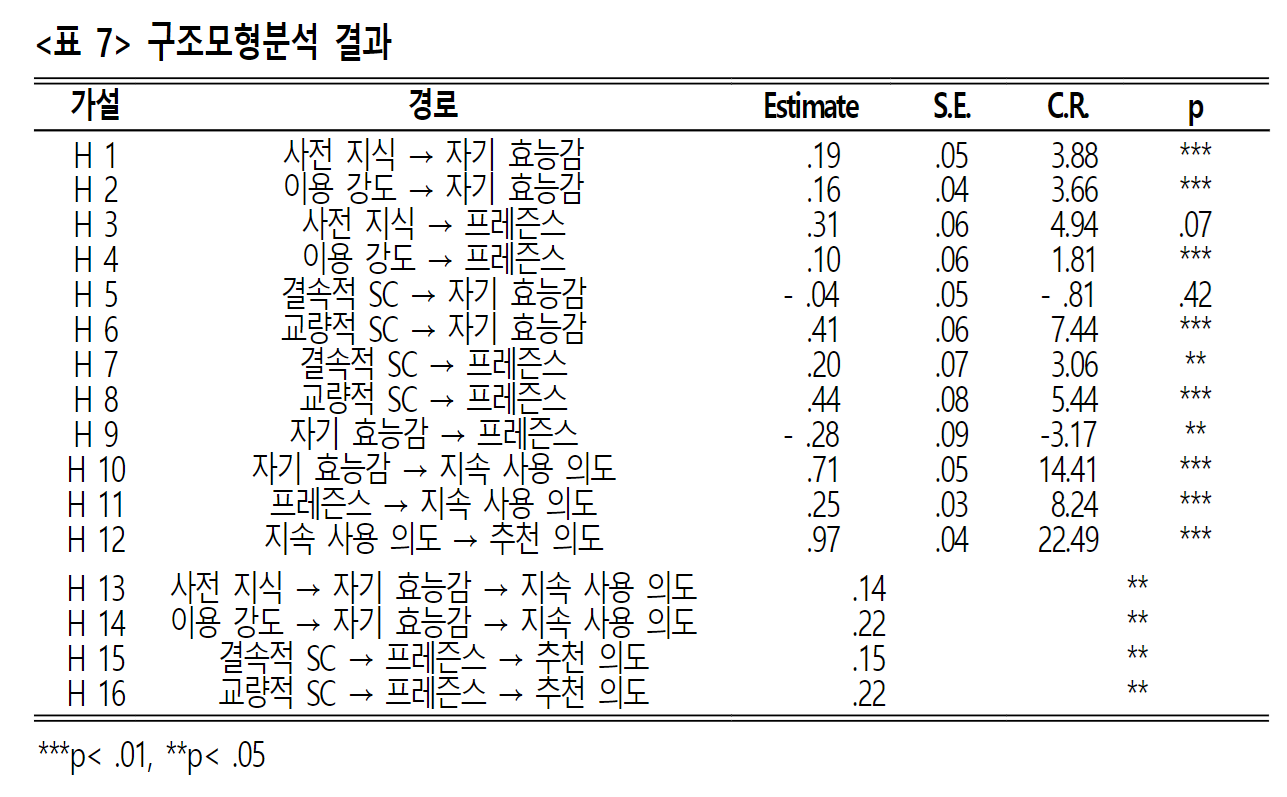 <표 7> 구조모형분석 결과
가설 경로 Estimate S.E. C.R. p
H 1 사전 지식 → 자기 효능감 .19 .05 3.88 ***
H 2 이용 강도 → 자기 효능감 .16 .04 3.66 ***
H 3 사전 지식 → 프레즌스 .31 .06 4.94 .07
H 4 이용 강도 → 프레즌스 .10 .06 1.81 ***
H 5 결속적 SC → 자기 효능감 - .04 .05 - .81 .42
H 6 교량적 SC → 자기 효능감 .41 .06 7.44 ***
H 7 결속적 SC → 프레즌스 .20 .07 3.06 **
H 8 교량적 SC → 프레즌스 .44 .08 5.44 ***
H 9 자기 효능감 → 프레즌스 - .28 .09 -3.17 **
H 10 자기 효능감 → 지속 사용 의도 .71 .05 14.41 ***
H 11 프레즌스 → 지속 사용 의도 .25 .03 8.24 ***
H 12 지속 사용 의도 → 추천 의도 .97 .04 22.49 ***
H 13 사전 지식 → 자기 효능감 → 지속 사용 의도 .14 **
H 14 이용 강도 → 자기 효능감 → 지속 사용 의도 .22 **
H 15 결속적 SC → 프레즌스 → 추천 의도 .15 **
H 16 교량적 SC → 프레즌스 → 추천 의도 .22 **
***p< .01, **p< .05